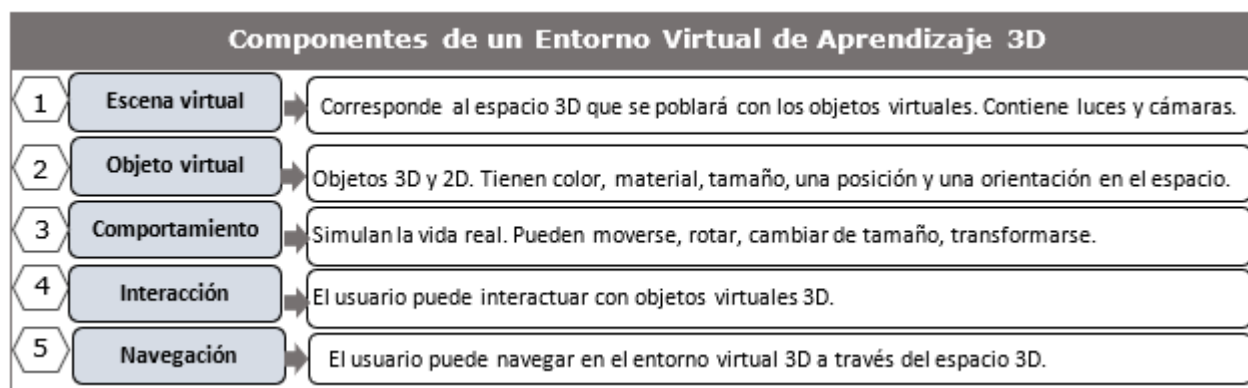 Componentes de un Entorno Virtual de Aprendizaje 3D
1 Escena virtual Corresponde al espacio 3D que se poblará con los objetos virtuales. Contiene luces y cámaras.
2 Objeto virtual Objetos 3D y 2D. Tienen color, material, tamaño, una posición y una orientación en el espacio.
3 Comportamiento Simulan la vida real. Pueden moverse, rotar, cambiar de tamaño, transformarse.
4 Interacción El usuario puede interactuar con objetos virtuales 3D.
5 Navegación El usuario puede navegar en el entorno virtual 3D a través del espacio 3D.